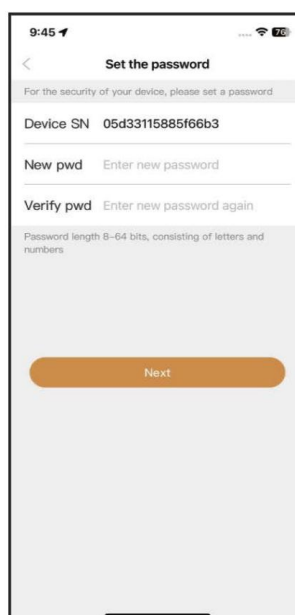 9:45
76
Set the password
For the security of your device, please set a password
Device SN 05d33115885f66b3
New pwd Enter new password
Verify pwd Enter new password again
Password length 8-64 bits, consisting of letters and
numbers
Next